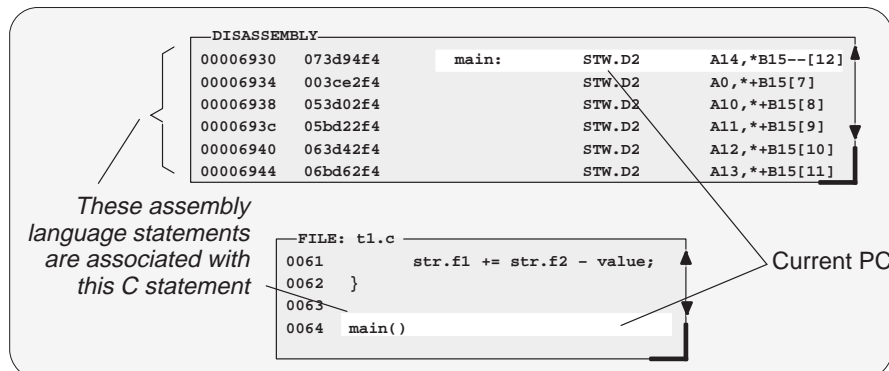 DISASSEMBLY
00006930 073d94f4 main: STW.D2 A14,*B15--[12]
00006934 003ce2f4 STW.D2 A0,*+B15[7]
00006938 053d02f4 STW.D2 A10,*+B15[8]
0000693c 05bd22f4 STW.D2 A11,*+B15[9]
00006940 063d42f4 STW.D2 A12,*+B15[10]
00006944 06bd62f4 STW.D2 A13,*+B15[11]
These assembly
language statements
are associated with
this C statement
FILE: t1.c
0061 str.f1 += str.f2 - value;
0062 }
0063
0064 main()
Current PC